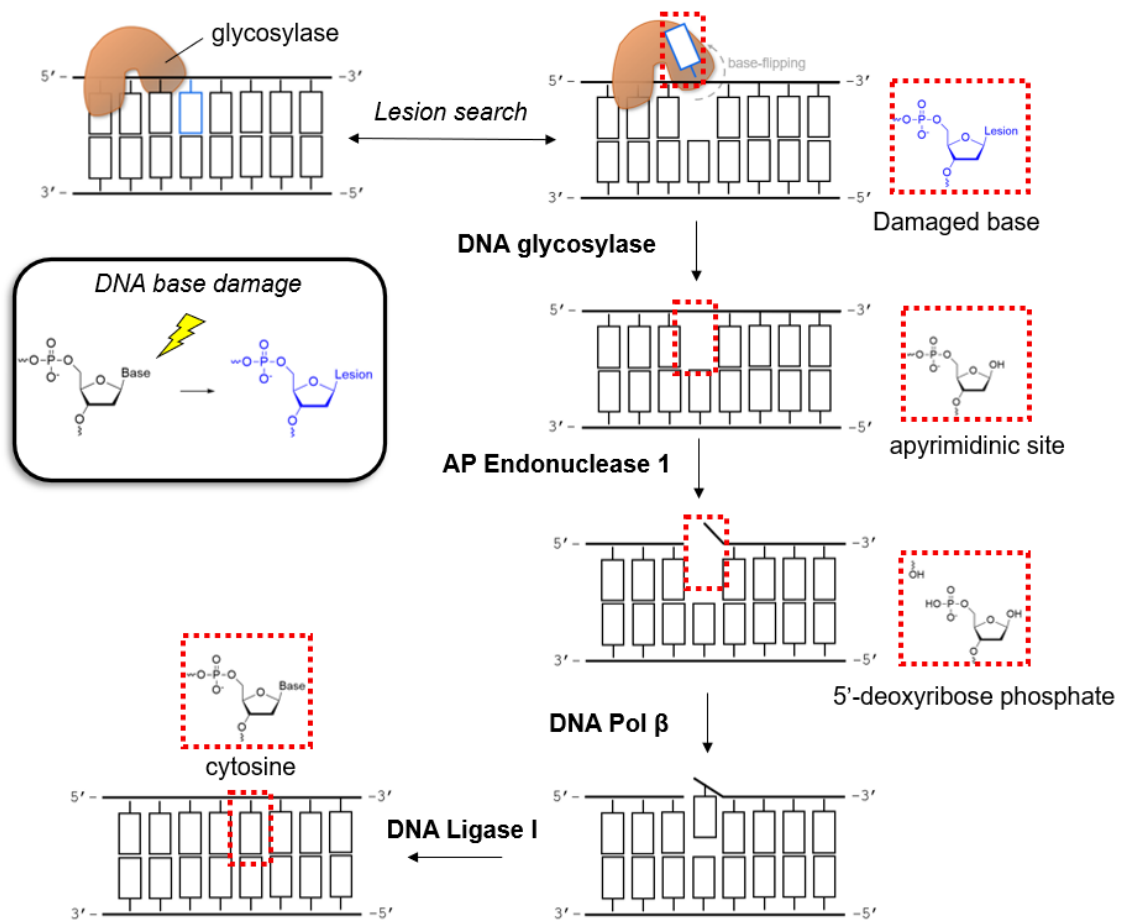 glycosylase
5′ –
–3′
3′ –
–5′
Lesion search
base-flipping
5′ –
–3′
3′ –
–5′
O
O
P
O
O-
O
Lesion
O
Damaged base
DNA glycosylase
DNA base damage
O
O
P
O
O-
O
Base
O
O
O
P
O
O-
O
Lesion
O
5′ –
–3′
3′ –
–5′
O
O
P
O
O-
O
OH
O
apyrimidinic site
AP Endonuclease 1
5′ –
–3′
3′ –
–5′
OH
O
HO
P
O
O-
O
OH
O
5'-deoxyribose phosphate
DNA Pol β
O
O
P
O
O-
O
Base
O
cytosine
5′ –
–3′
3′ –
–5′
DNA Ligase I
5′ –
–3′
3′ –
–5′